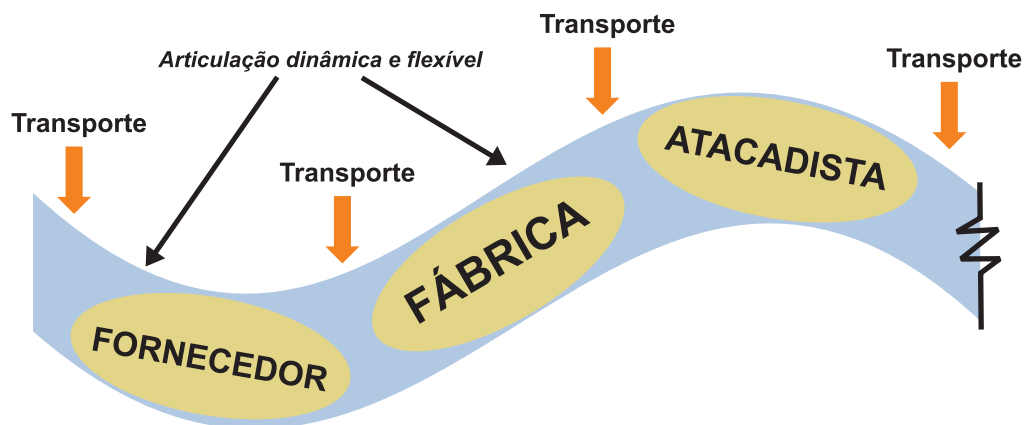 Transporte
Articulação dinâmica e flexível
Transporte
Transporte
Transporte
ATACADISTA
FÁBRICA
FORNECEDOR